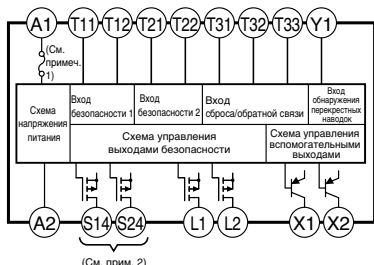 A1 T11 T12 T21 T22 T31 T32 T33 Y1
(См.
примеч.
1)
Схема
напряжения
питания
Вход
безопасности 1
Вход
безопасности 2
Вход
сброса/обратной связи
Вход
обнаружения
перекрестных
наводок
Схема управления
выходами безопасности
Схема управления
вспомогательными
выходами
A2 S14 S24 L1 L2 X1 X2
(См. прим. 2)